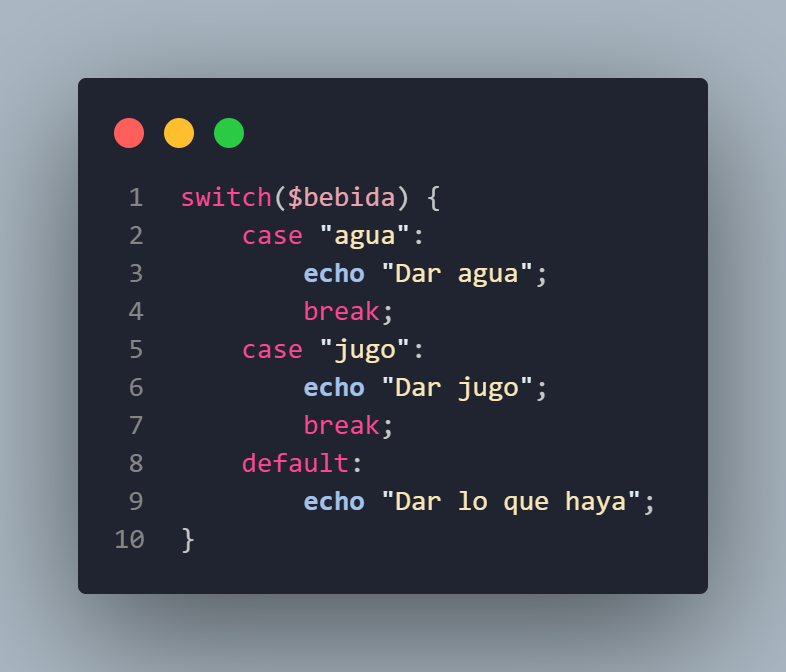 1 switch($bebida) {
2     case "agua":
3         echo "Dar agua";
4         break;
5     case "jugo":
6         echo "Dar jugo";
7         break;
8     default:
9         echo "Dar lo que haya";
10 }